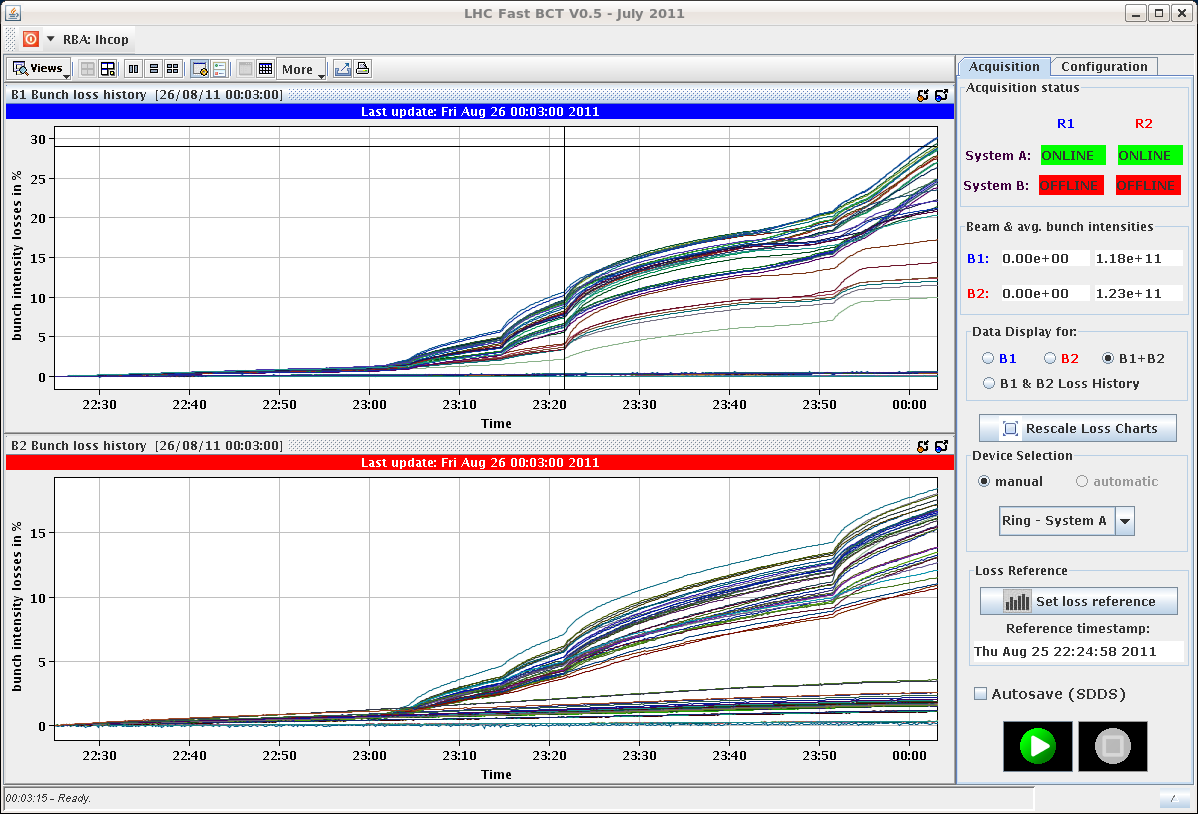 LHC Fast BCT V0.5 - July 2011
RBA: lhcop
Views
More
B1 Bunch loss history [26/08/11 00:03:00]
Last update: Fri Aug 26 00:03:00 2011
bunch intensity losses in %
30
25
20
15
10
5
0
22:30 22:40 22:50 23:00 23:10 23:20 23:30 23:40 23:50 00:00
Time
B2 Bunch loss history [26/08/11 00:03:00]
Last update: Fri Aug 26 00:03:00 2011
bunch intensity losses in %
15
10
5
0
22:30 22:40 22:50 23:00 23:10 23:20 23:30 23:40 23:50 00:00
Time
00:03:15 - Ready.
Acquisition Configuration
Acquisition status
R1 R2
System A: ONLINE ONLINE
System B: OFFLINE OFFLINE
Beam & avg. bunch intensities
B1: 0.00e+00 1.18e+11
B2: 0.00e+00 1.23e+11
Data Display for:
B1 B2 B1+B2
B1 & B2 Loss History
Rescale Loss Charts
Device Selection
manual automatic
Ring - System A
Loss Reference
Set loss reference
Reference timestamp:
Thu Aug 25 22:24:58 2011
Autosave (SDDS)